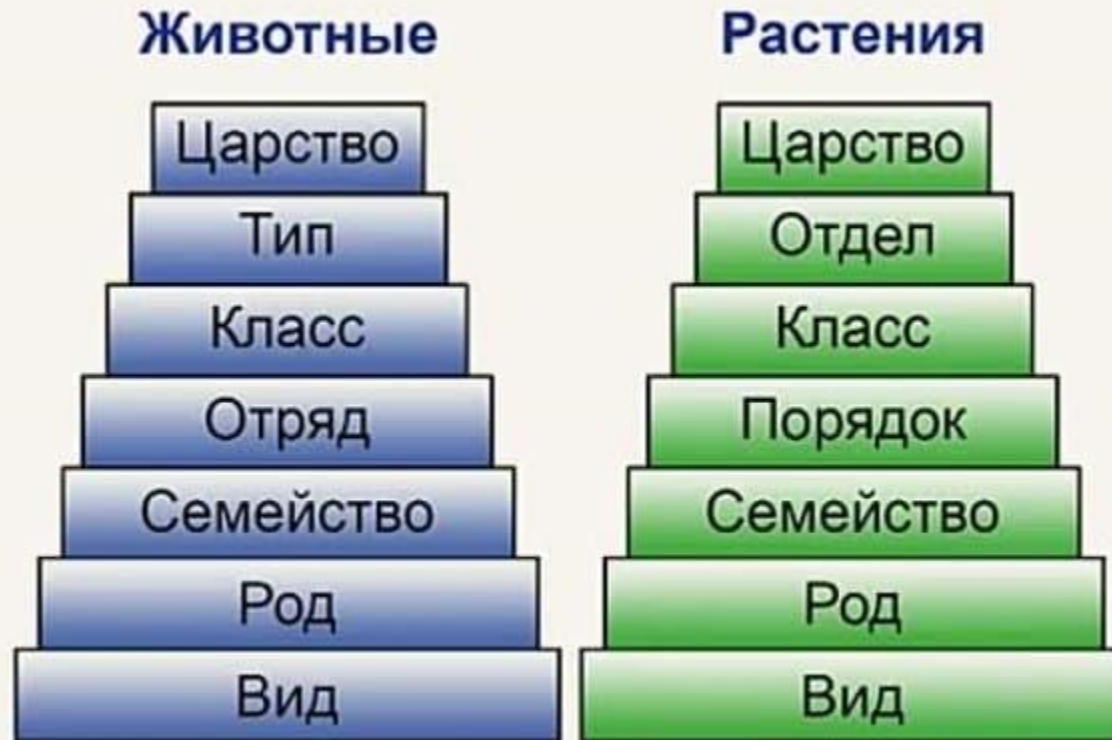 Животные
Царство
Тип
Класс
Отряд
Семейство
Род
Вид
Растения
Царство
Отдел
Класс
Порядок
Семейство
Род
Вид